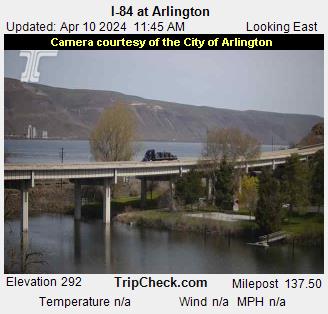 I-84 at Arlington
Updated: Apr 10 2024 11:45 AM Looking East
Camera courtesy of the City of Arlington
Elevation 292 TripCheck.com Milepost 137.50
Temperature n/a Wind n/a MPH n/a